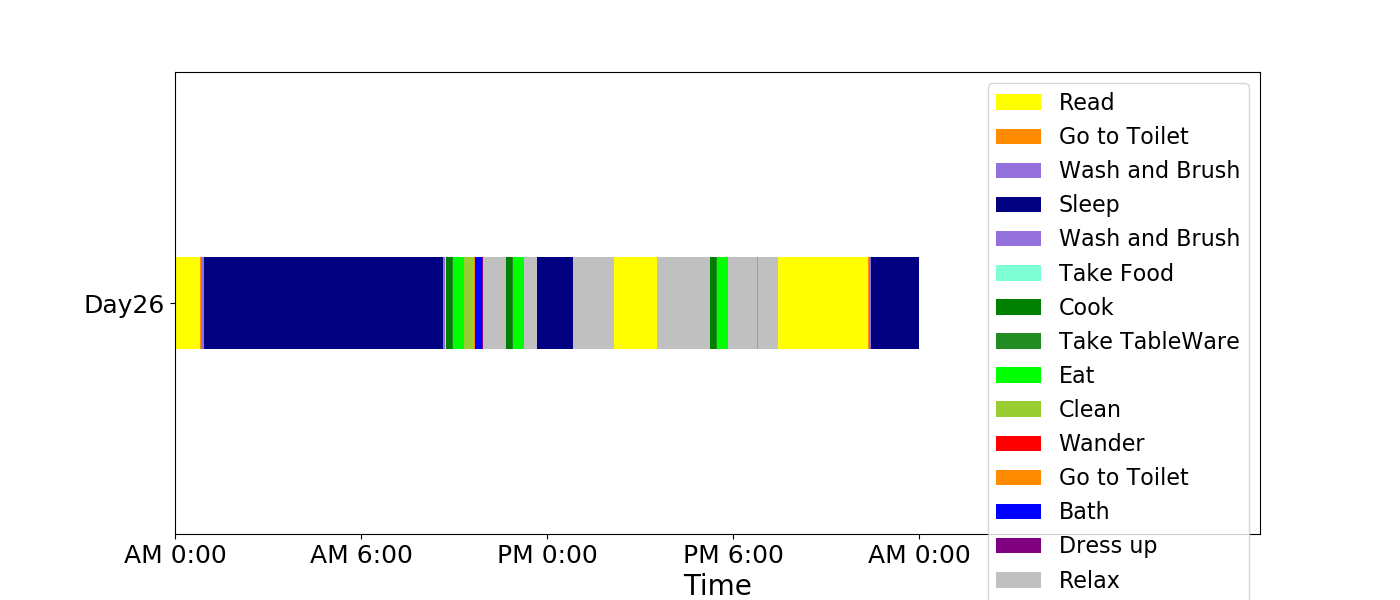 Read
Go to Toilet
Wash and Brush
Sleep
Wash and Brush
Take Food
Cook
Take TableWare
Eat
Clean
Wander
Go to Toilet
Bath
Dress up
Relax
Day26
AM 0:00 AM 6:00 PM 0:00 PM 6:00 AM 0:00
Time